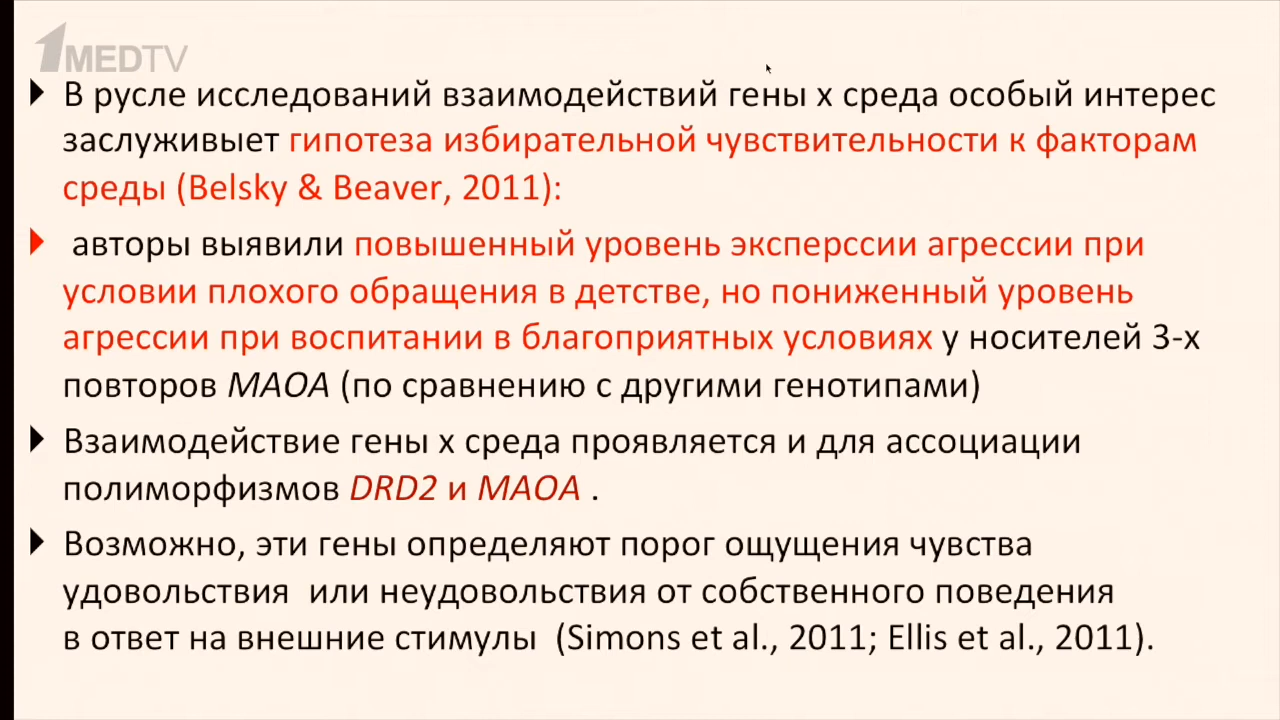 1MEDTV
В русле исследований взаимодействий гены х среда особый интерес
заслуживыет гипотеза избирательной чувствительности к факторам
среды (Belsky & Beaver, 2011):
авторы выявили повышенный уровень эксперссии агрессии при
условии плохого обращения в детстве, но пониженный уровень
агрессии при воспитании в благоприятных условиях у носителей 3-х
повторов MAOA (по сравнению с другими генотипами)
Взаимодействие гены х среда проявляется и для ассоциации
полиморфизмов DRD2 и MAOA .
Возможно, эти гены определяют порог ощущения чувства
удовольствия или неудовольствия от собственного поведения
в ответ на внешние стимулы (Simons et al., 2011; Ellis et al., 2011).